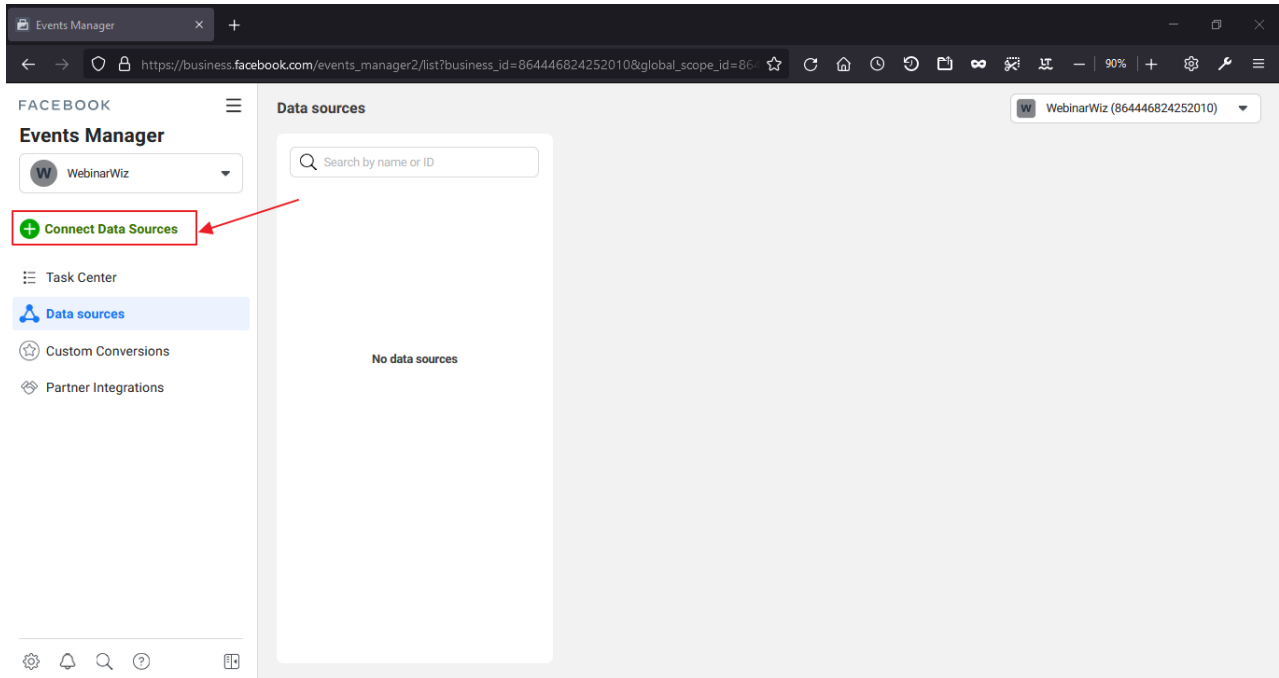 Events Manager
https://business.facebook.com/events_manager2/list?business_id=864446824252010&global_scope_id=864
90%
FACEBOOK
Events Manager
W WebinarWiz
Connect Data Sources
Task Center
Data sources
Custom Conversions
Partner Integrations
Data sources
Search by name or ID
No data sources
W WebinarWiz (864446824252010)